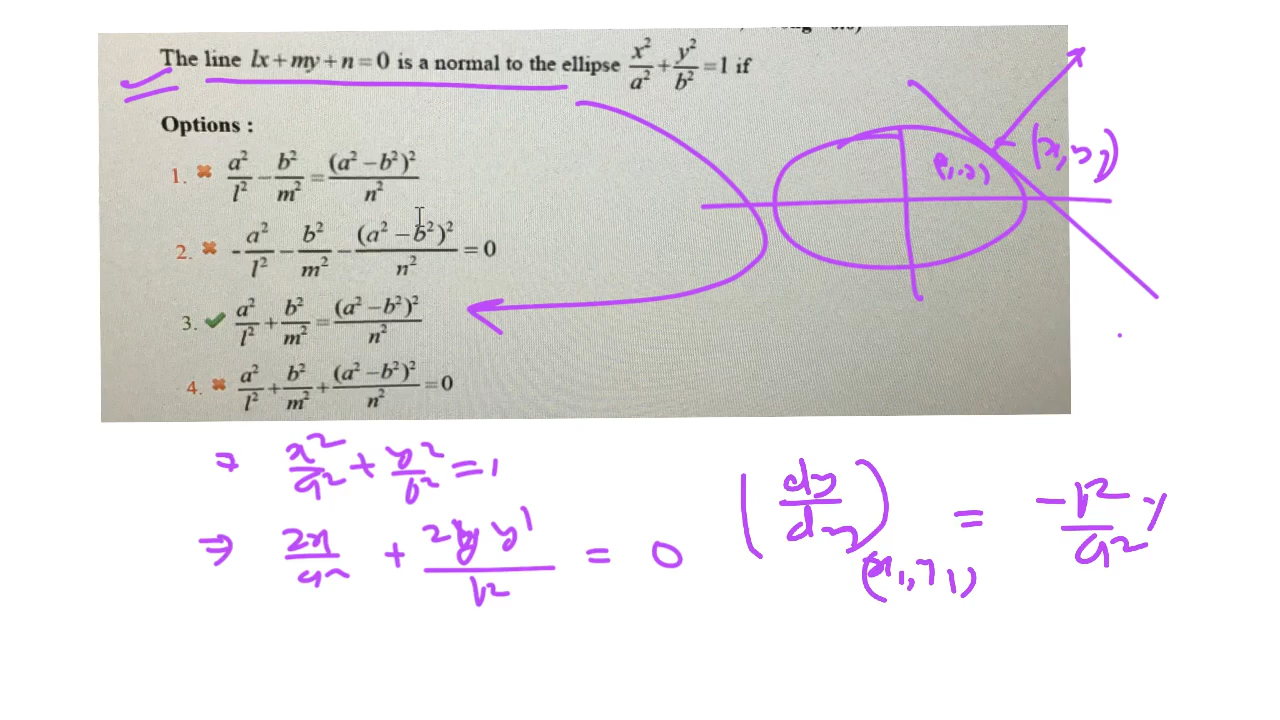 The line lx + my + n = 0 is a normal to the ellipse x²/a² + y²/b² = 1 if
Options :
1. a²/l² − b²/m² = (a² − b²)²/n²
2. -a²/l² − b²/m² − (a² − b²)²/n² = 0
3. a²/l² + b²/m² = (a² − b²)²/n²
4. a²/l² + b²/m² + (a² − b²)²/n² = 0
x²/a² + y²/b² = 1
⇒ 2x/a² + 2y y'/b² = 0
(dy/dx)(x₁, y₁) = -b²/a²